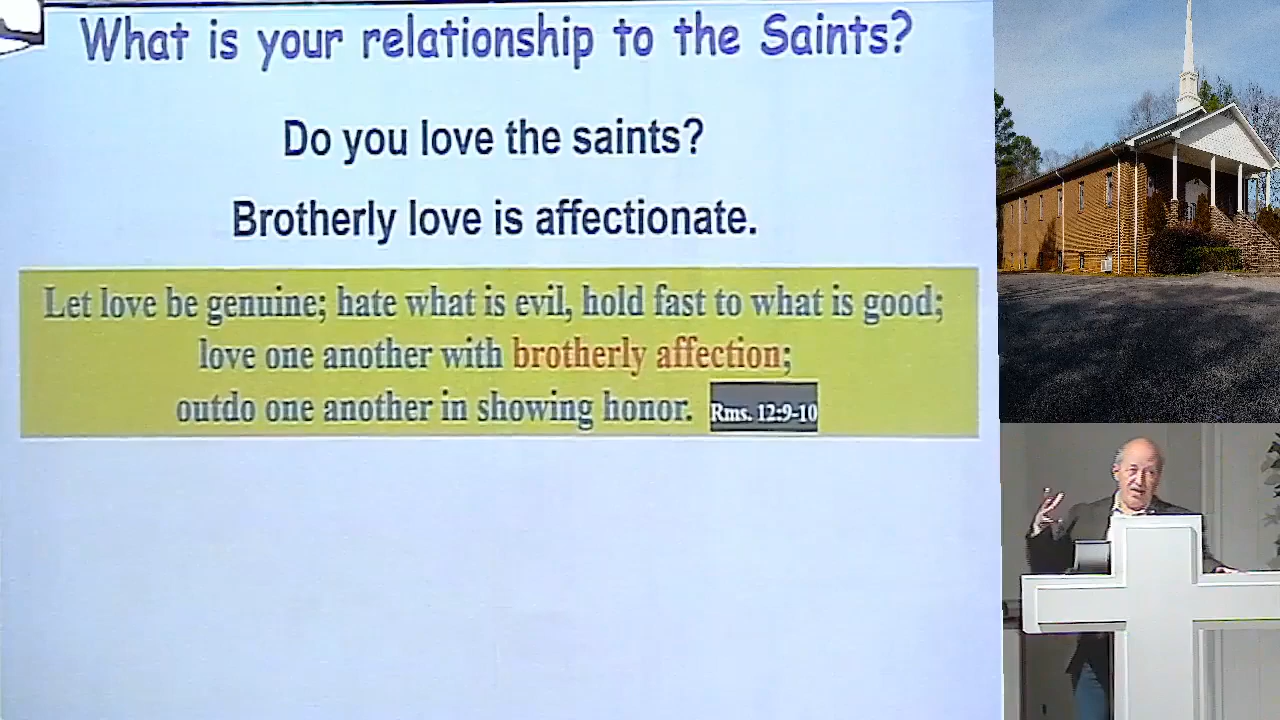 What is your relationship to the Saints?
Do you love the saints?
Brotherly love is affectionate.
Let love be genuine; hate what is evil, hold fast to what is good;
love one another with brotherly affection;
outdo one another in showing honor. Rms. 12:9-10